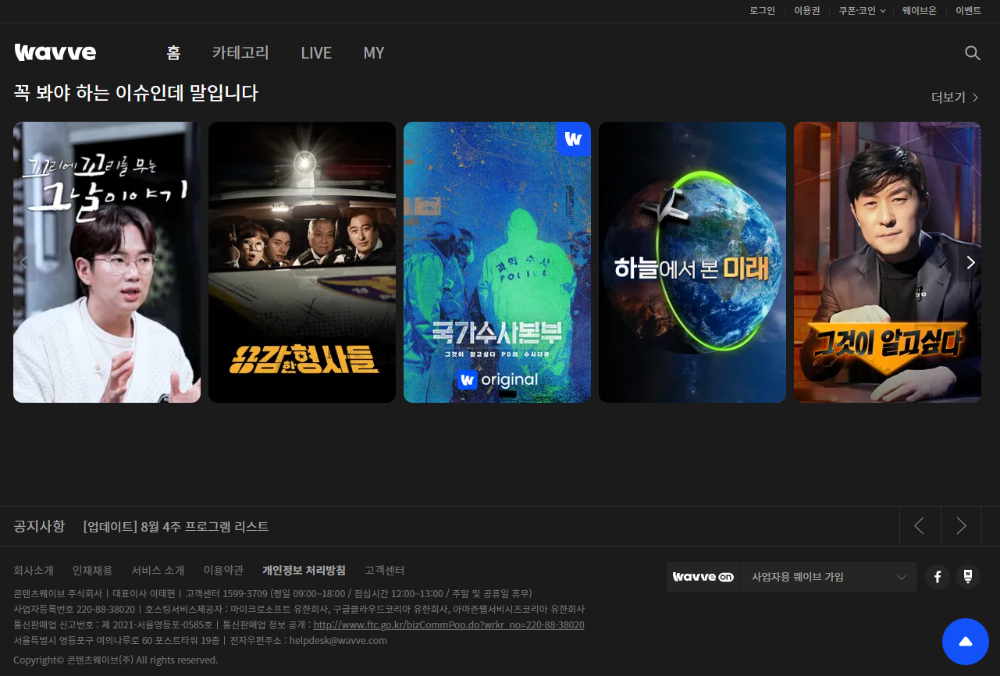 로그인 이용권 쿠폰·코인 웨이브온 이벤트
wavve 홈 카테고리 LIVE MY
꼭 봐야 하는 이슈인데 말입니다
더보기
꼬리에 꼬리를 무는
그날 이야기
용감한 형사들
과학수사
POLICE
국가수사본부
그것이 알고싶다 PD의 수사다큐
W original
하늘에서 본 미래
그것이 알고싶다
공지사항 [업데이트] 8월 4주 프로그램 리스트
회사소개 인재채용 서비스 소개 이용약관 개인정보 처리방침 고객센터
wavve on 사업자용 웨이브 가입
콘텐츠웨이브 주식회사 | 대표이사 이태현 | 고객센터 1599-3709 (평일 09:00~18:00 / 점심시간 12:00~13:00 / 주말 및 공휴일 휴무)
사업자등록번호 220-88-38020 | 호스팅서비스제공자 : 마이크로소프트 유한회사, 구글클라우드코리아 유한회사, 아마존웹서비시즈코리아 유한회사
통신판매업 신고번호 : 제 2021-서울영등포-0585호 | 통신판매업 정보 공개 : http://www.ftc.go.kr/bizCommPop.do?wrkr_no=220-88-38020
서울특별시 영등포구 여의나루로 60 포스트타워 19층 | 전자우편주소 : helpdesk@wavve.com
Copyright© 콘텐츠웨이브(주) All rights reserved.